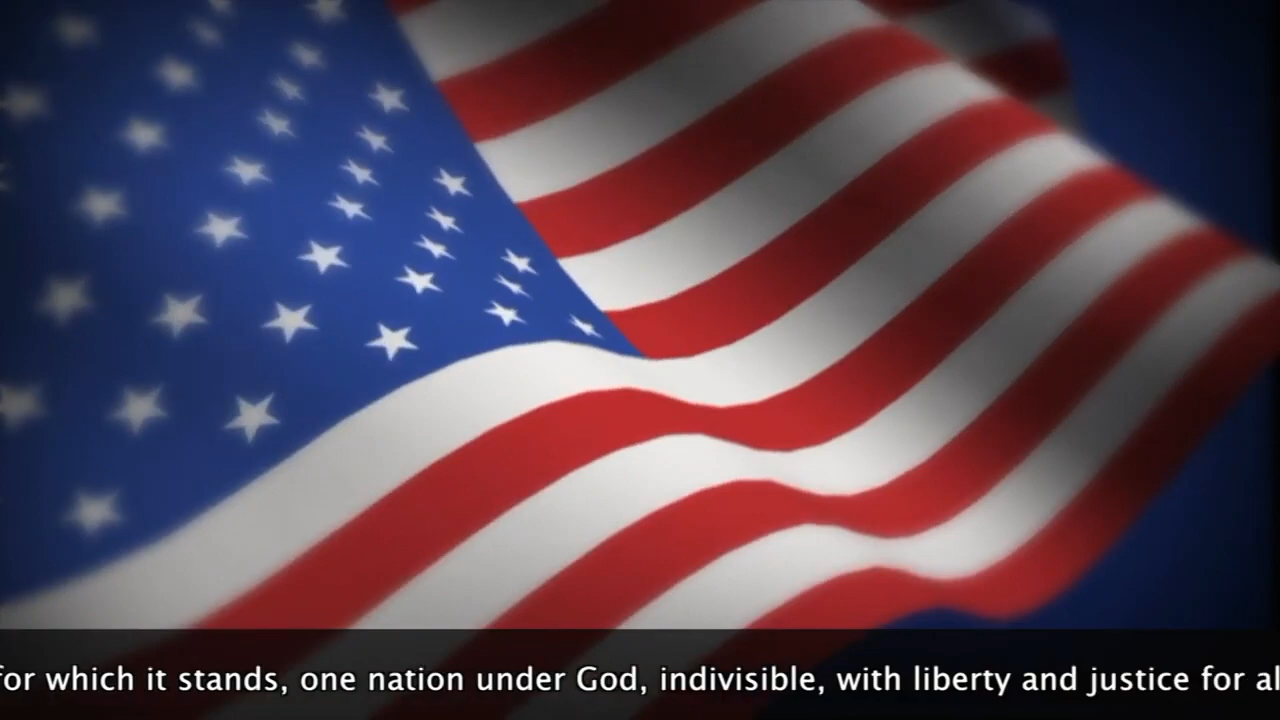 for which it stands, one nation under God, indivisible, with liberty and justice for al